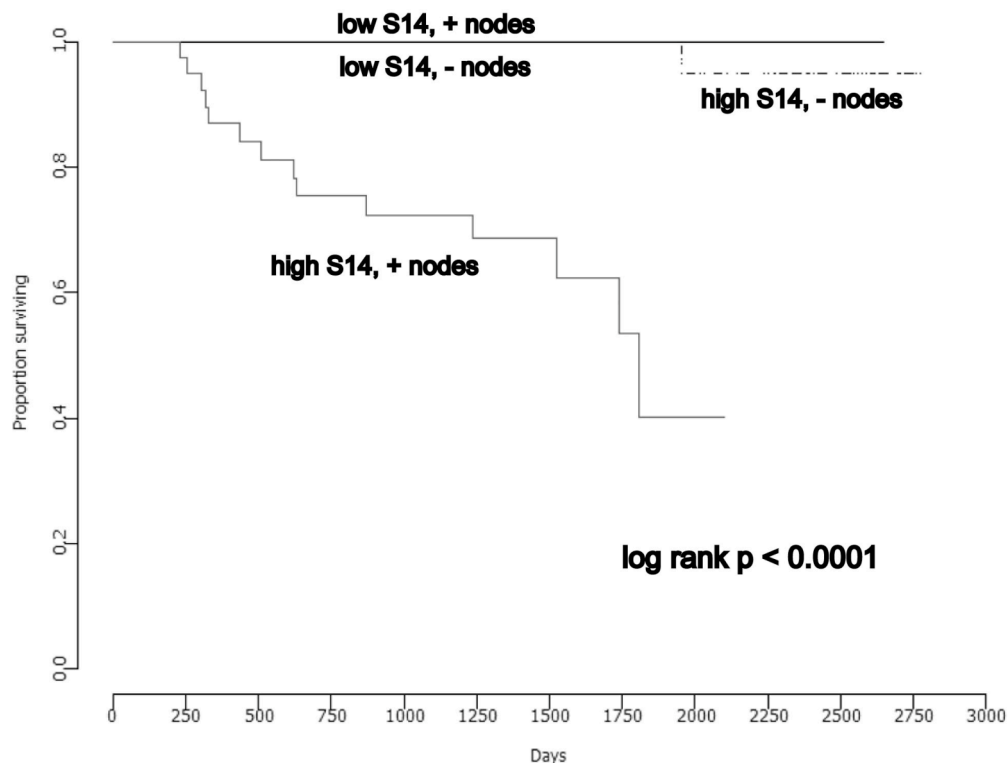 low S14, + nodes
low S14, - nodes
high S14, - nodes
high S14, + nodes
log rank p < 0.0001
Proportion surviving
1.0
0.8
0.6
0.4
0.2
0.0
0 250 500 750 1000 1250 1500 1750 2000 2250 2500 2750 3000
Days